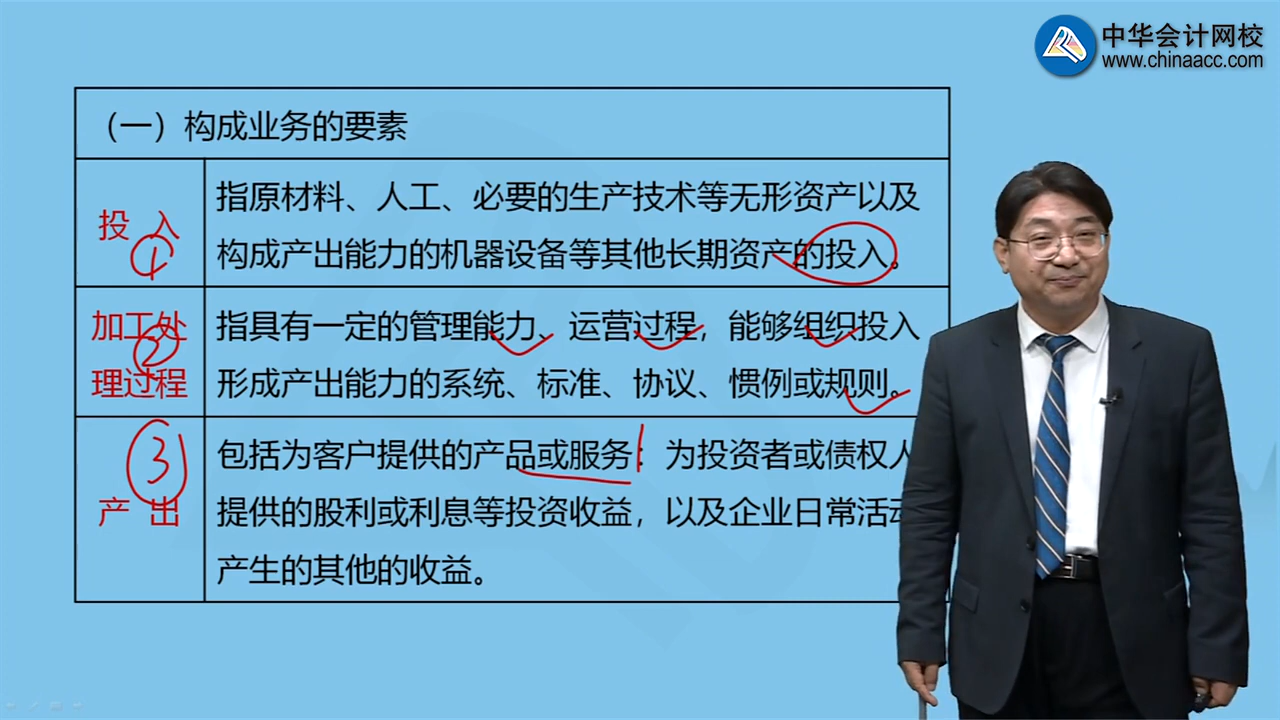 中华会计网校
www.chinaacc.com
（一）构成业务的要素
投 入
①
指原材料、人工、必要的生产技术等无形资产以及
构成产出能力的机器设备等其他长期资产的投入。
加工处
②
理过程
指具有一定的管理能力、运营过程，能够组织投入
形成产出能力的系统、标准、协议、惯例或规则。
③
产 出
包括为客户提供的产品或服务：为投资者或债权人
提供的股利或利息等投资收益，以及企业日常活动
产生的其他的收益。